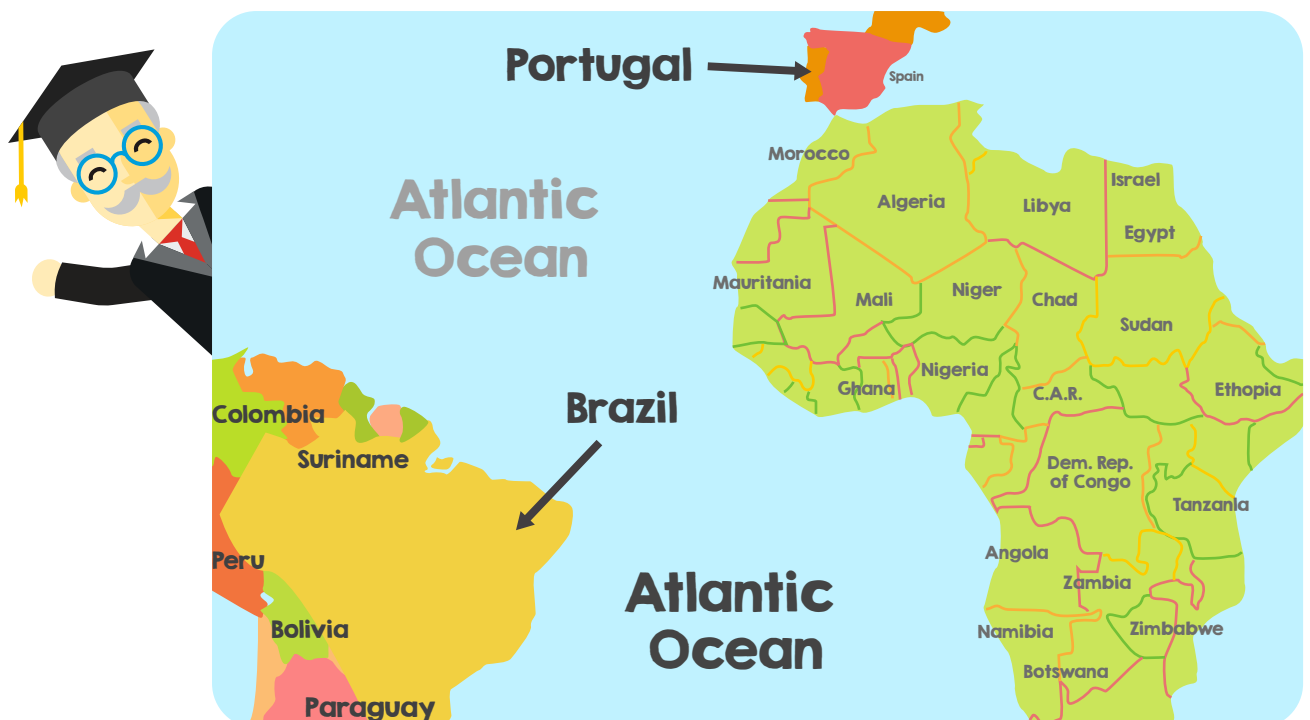 Portugal
Spain
Morocco
Atlantic
Ocean
Algeria
Libya
Israel
Egypt
Mauritania
Mali
Niger
Chad
Sudan
Nigeria
Ghana
C.A.R.
Ethiopia
Colombia
Brazil
Suriname
Dem. Rep.
of Congo
Tanzania
Peru
Angola
Zambia
Atlantic
Ocean
Bolivia
Namibia
Zimbabwe
Botswana
Paraguay